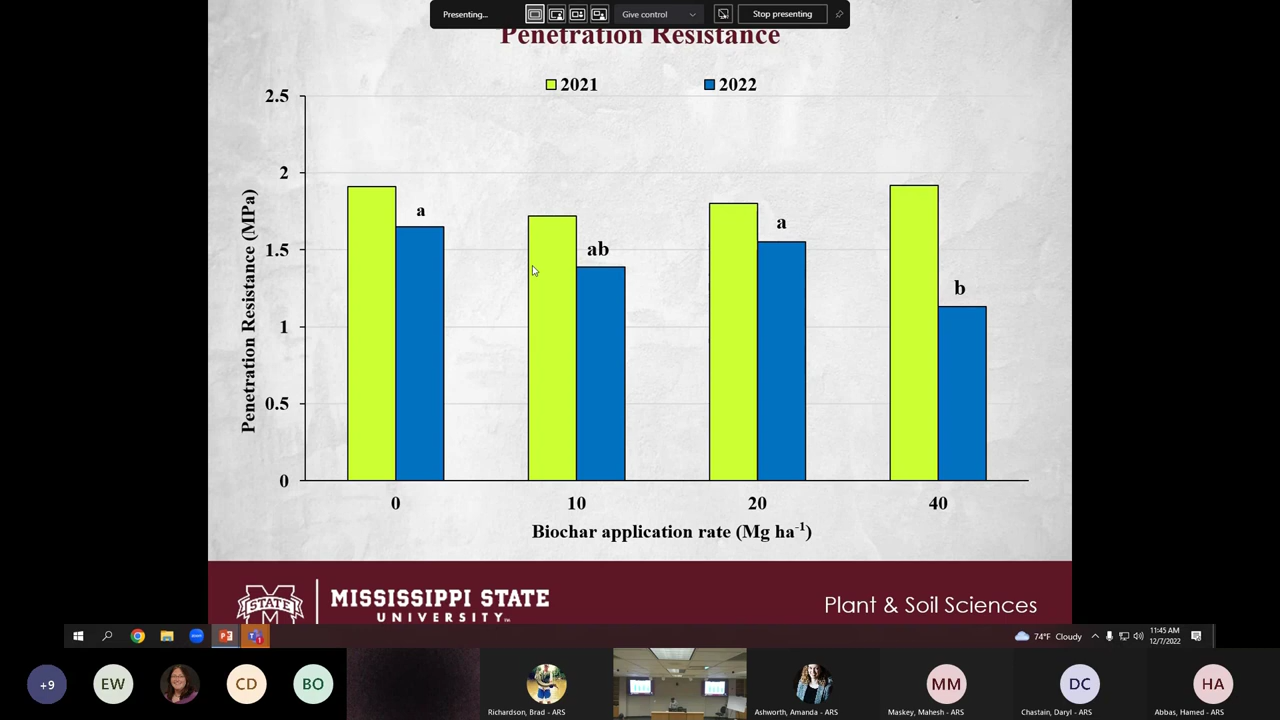 Presenting...
Give control
Stop presenting
Penetration Resistance
2021
2022
2.5
2
1.5
1
0.5
0
Penetration Resistance (MPa)
a
ab
a
b
0
10
20
40
Biochar application rate (Mg ha⁻¹)
STATE
M
MISSISSIPPI STATE
UNIVERSITY™
Plant & Soil Sciences
74°F Cloudy
11:45 AM
12/7/2022
+9
EW
CD
BO
MM
DC
HA
Richardson, Brad - ARS
Ashworth, Amanda - ARS
Maskey, Mahesh - ARS
Chastain, Daryl - ARS
Abbas, Hamed - ARS